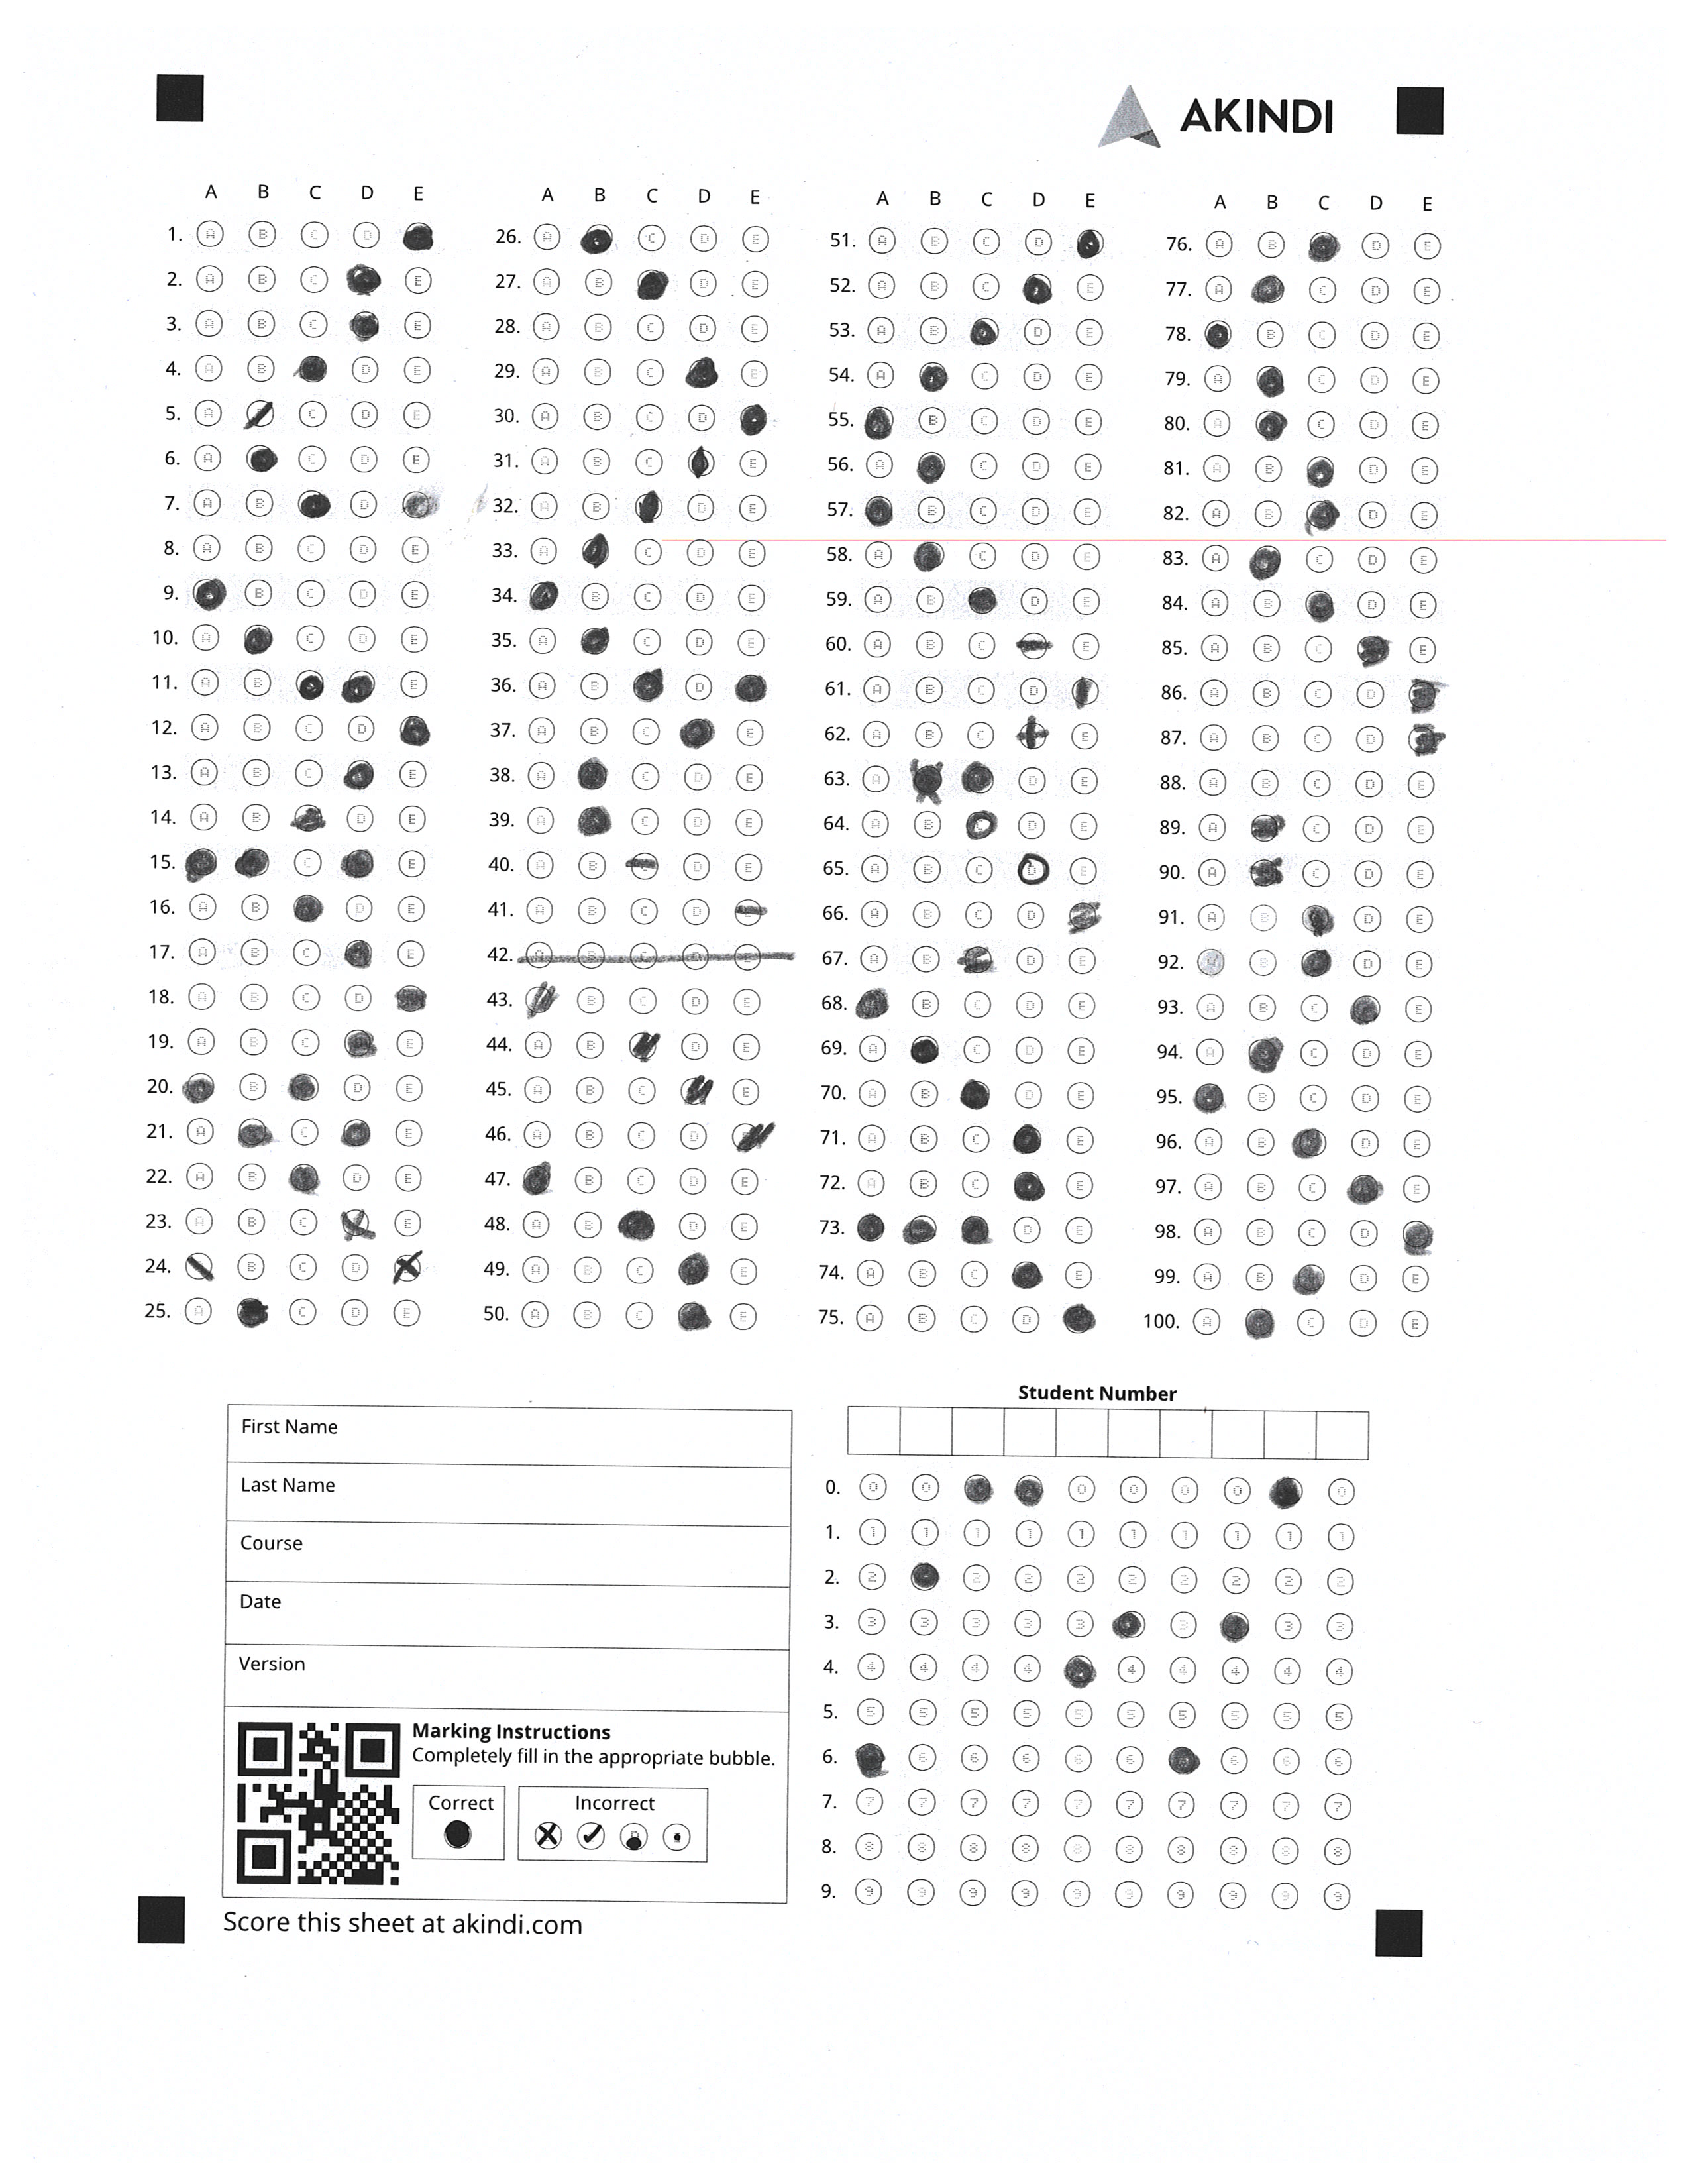 AKINDI
A B C D E A B C D E A B C D E A B C D E
1. A B C D 26. A C D E 51. A B C D 76. A B D E
2. A B C E 27. A B D E 52. A B C E 77. A C D E
3. A B C E 28. A B C D E 53. A B D E 78. B C D E
4. A B D E 29. A B C E 54. A C D E 79. A C D E
5. A C D E 30. A B C D 55. B C D E 80. A C D E
6. A C D E 31. A B C E 56. A C D E 81. A B D E
7. A B D E 32. A B D E 57. B C D E 82. A B D E
8. A B C D E 33. A C D E 58. A C D E 83. A C D E
9. B C D E 34. B C D E 59. A B D E 84. A B D E
10. A C D E 35. A C D E 60. A B C E 85. A B C E
11. A B E 36. A B D 61. A B C D 86. A B C D
12. A B C D 37. A B C E 62. A B C E 87. A B C D
13. A B C E 38. A C D E 63. A D E 88. A B C D E
14. A B D E 39. A C D E 64. A B D E 89. A C D E
15. C E 40. A B D E 65. A B C D E 90. A C D E
16. A B D E 41. A B C D 66. A B C D 91. A B D E
17. A B C E 42. 67. A B D E 92. B D E
18. A B C D 43. B C D E 68. B C D E 93. A B C E
19. A B C E 44. A B D E 69. A C D E 94. A C D E
20. B D E 45. A B C E 70. A B D E 95. B C D E
21. A C E 46. A B C D 71. A B C E 96. A B D E
22. A B D E 47. B C D E 72. A B C E 97. A B C E
23. A B C E 48. A B D E 73. D E 98. A B C D
24. B C D 49. A B C E 74. A B C E 99. A B D E
25. A C D E 50. A B C E 75. A B C D 100. A C D E
First Name
Last Name
Course
Date
Version
Marking Instructions
Completely fill in the appropriate bubble.
Correct Incorrect
Score this sheet at akindi.com
Student Number
0. 0 0 0 0 0 0 0
1. 1 1 1 1 1 1 1 1 1 1
2. 2 2 2 2 2 2 2 2 2
3. 3 3 3 3 3 3 3 3
4. 4 4 4 4 4 4 4 4 4
5. 5 5 5 5 5 5 5 5 5 5
6. 6 6 6 6 6 6 6 6
7. 7 7 7 7 7 7 7 7 7 7
8. 8 8 8 8 8 8 8 8 8 8
9. 9 9 9 9 9 9 9 9 9 9